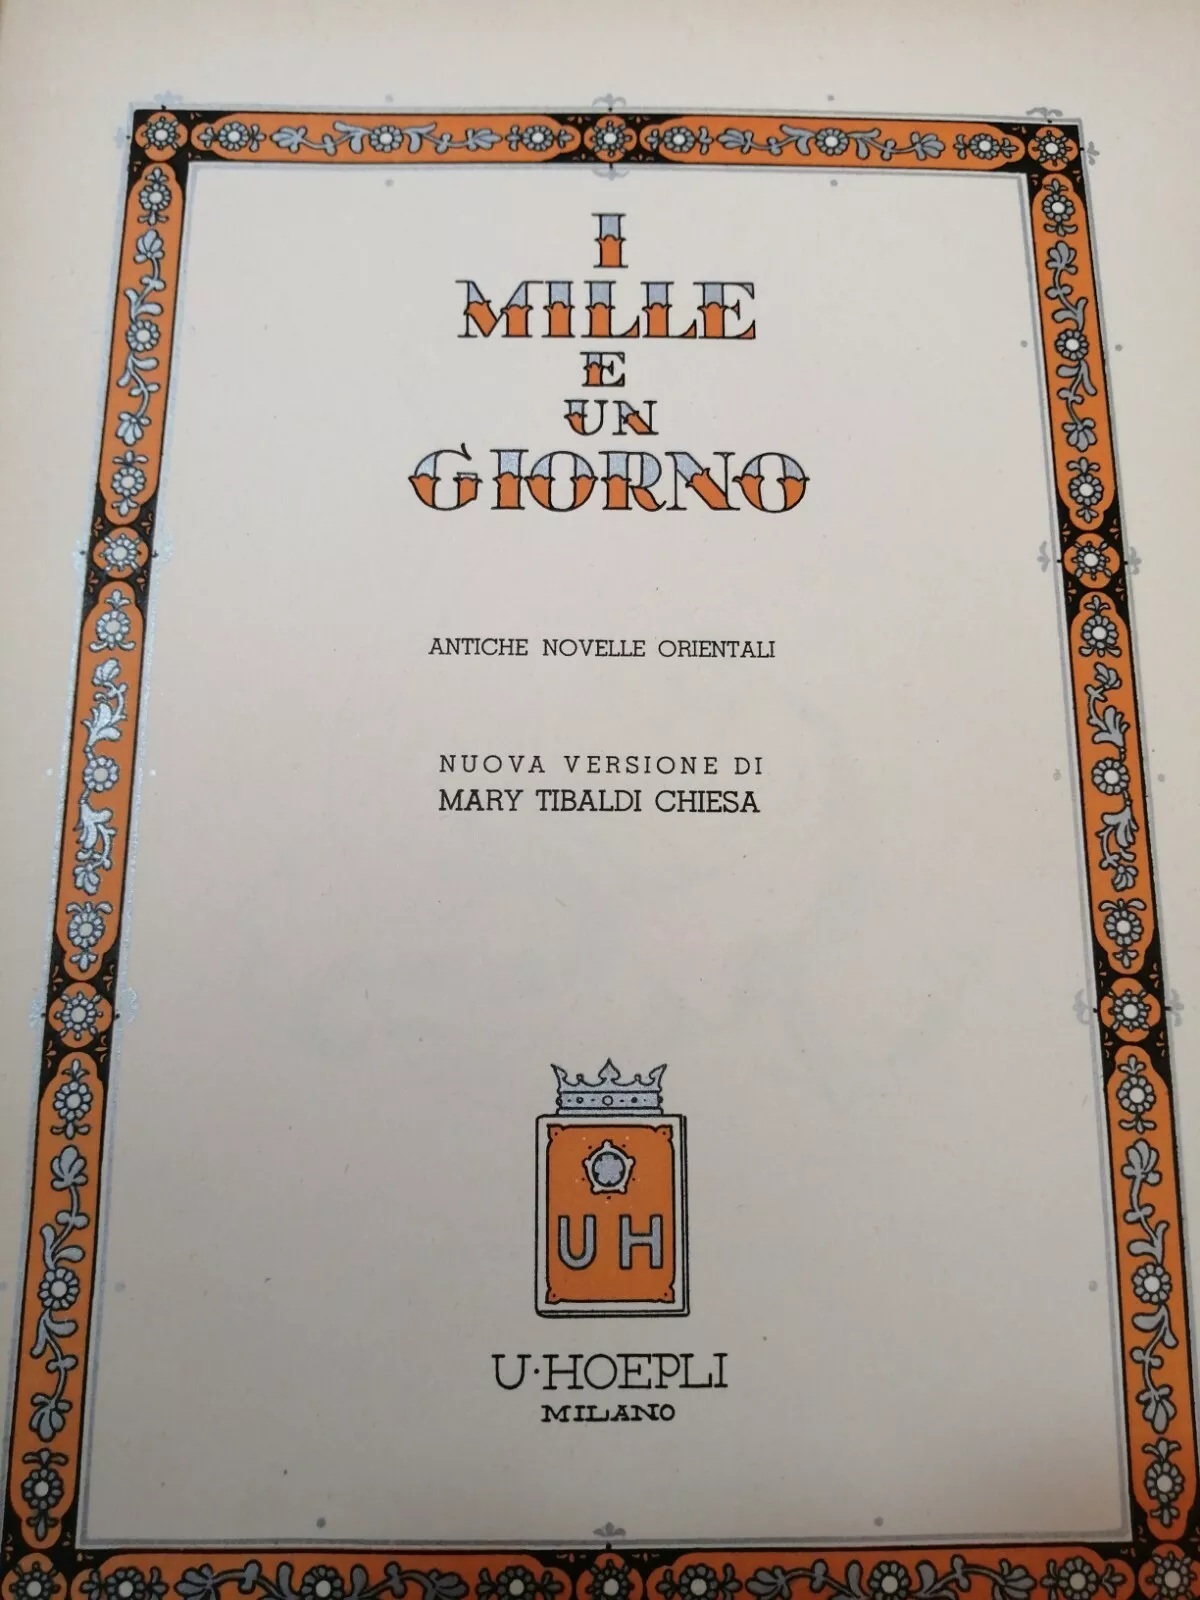 I
MILLE
E
UN
GIORNO
ANTICHE NOVELLE ORIENTALI
NUOVA VERSIONE DI
MARY TIBALDI CHIESA
UH
U·HOEPLI
MILANO